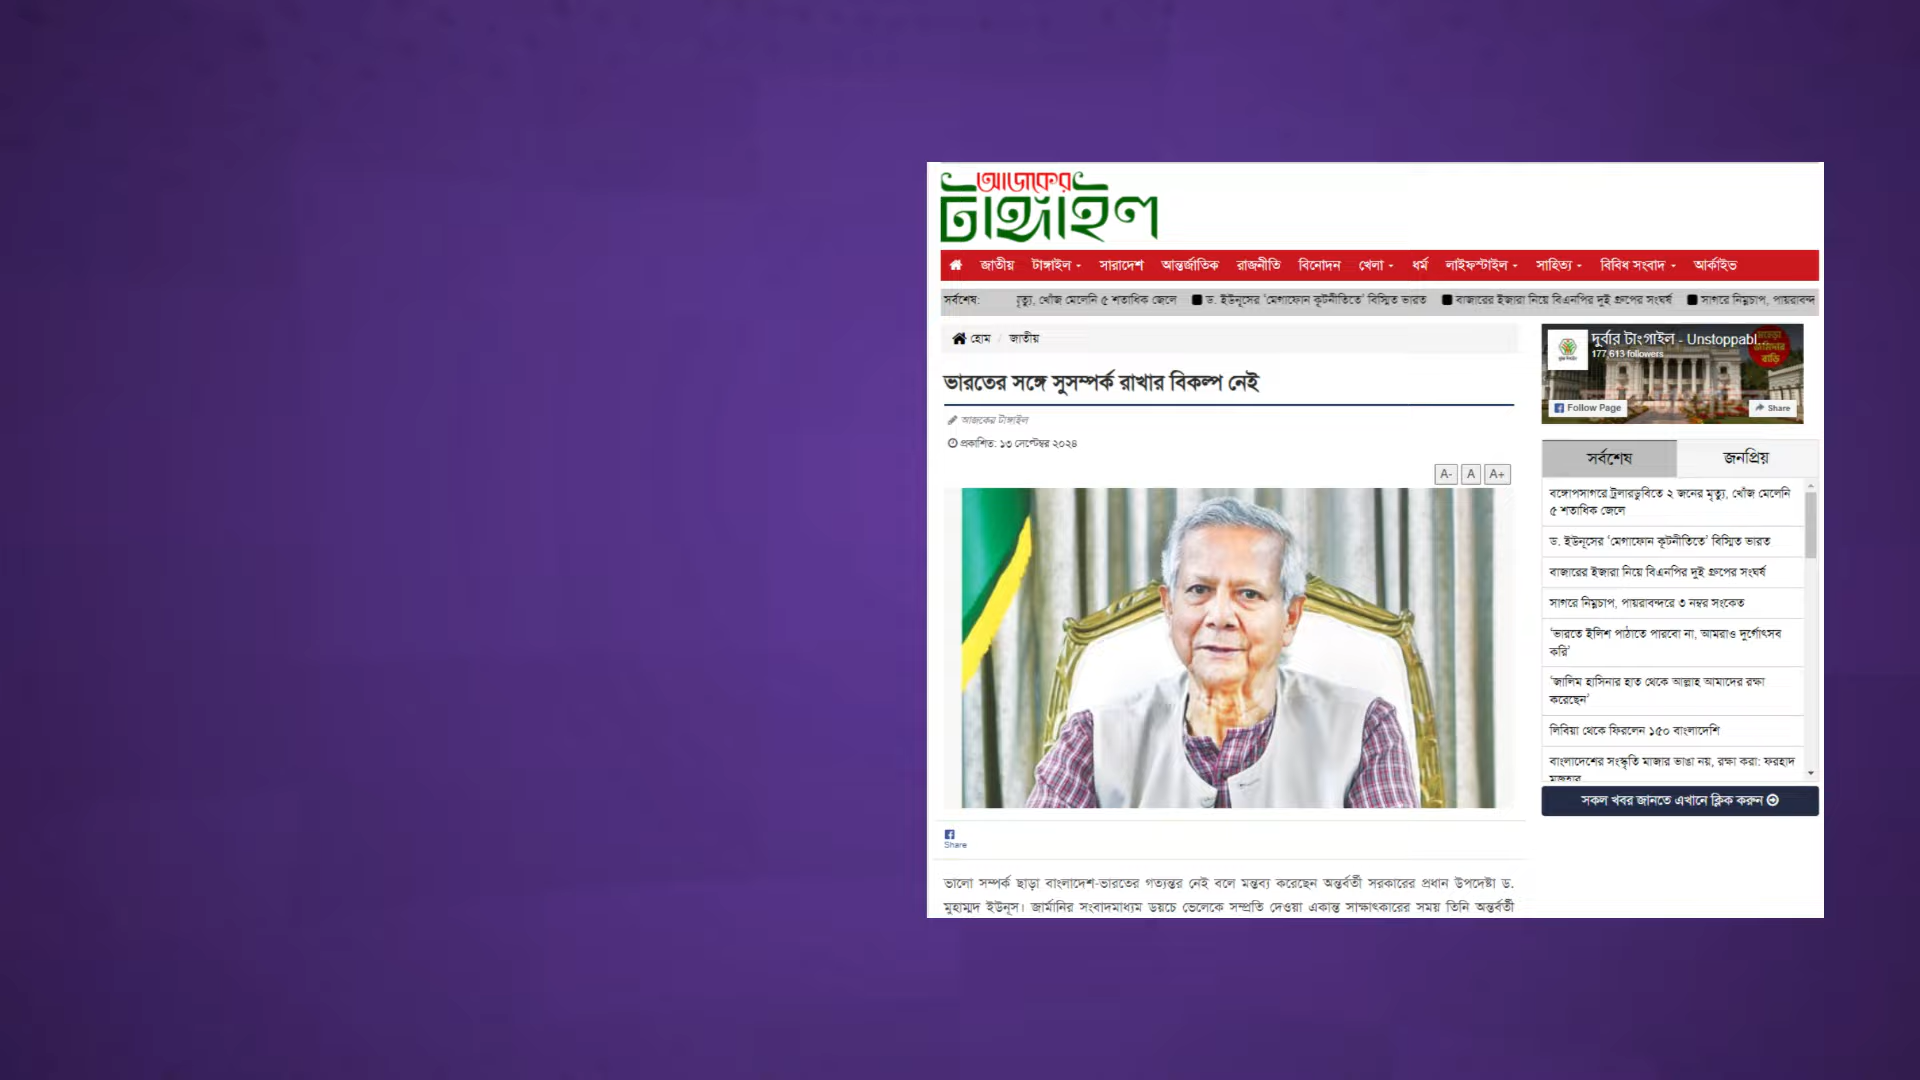 আজকের
টাঙ্গাইল
জাতীয় টাঙ্গাইল সারাদেশ আন্তর্জাতিক রাজনীতি বিনোদন খেলা ধর্ম লাইফস্টাইল সাহিত্য বিবিধ সংবাদ আর্কাইভ
সর্বশেষ: মৃত্যু, খোঁজ মেলেনি ৫ শতাধিক জেলে ড. ইউনূসের ‘মেগাফোন কূটনীতিতে’ বিস্মিত ভারত বাজারের ইজারা নিয়ে বিএনপির দুই গ্রুপের সংঘর্ষ সাগরে নিম্নচাপ, পায়রাবন্দ
হোম / জাতীয়
ভারতের সঙ্গে সুসম্পর্ক রাখার বিকল্প নেই
আজকের টাঙ্গাইল
প্রকাশিত: ১৩ সেপ্টেম্বর ২০২৪
A- A A+
Share
ভালো সম্পর্ক ছাড়া বাংলাদেশ-ভারতের গত্যন্তর নেই বলে মন্তব্য করেছেন অন্তর্বর্তী সরকারের প্রধান উপদেষ্টা ড.
মুহাম্মদ ইউনূস। জার্মানির সংবাদমাধ্যম ডয়চে ভেলেকে সম্প্রতি দেওয়া একান্ত সাক্ষাৎকারের সময় তিনি অন্তর্বর্তী
দুর্বার টাংগাইল - Unstoppabl...
177,613 followers
Follow Page
Share
সর্বশেষ জনপ্রিয়
বঙ্গোপসাগরে ট্রলারডুবিতে ২ জনের মৃত্যু, খোঁজ মেলেনি
৫ শতাধিক জেলে
ড. ইউনূসের ‘মেগাফোন কূটনীতিতে’ বিস্মিত ভারত
বাজারের ইজারা নিয়ে বিএনপির দুই গ্রুপের সংঘর্ষ
সাগরে নিম্নচাপ, পায়রাবন্দরে ৩ নম্বর সংকেত
‘ভারতে ইলিশ পাঠাতে পারবো না, আমরাও দুর্গোৎসব
করি’
‘জালিম হাসিনার হাত থেকে আল্লাহ আমাদের রক্ষা
করেছেন’
লিবিয়া থেকে ফিরলেন ১৫০ বাংলাদেশি
বাংলাদেশের সংস্কৃতি মাজার ভাঙা নয়, রক্ষা করা: ফরহাদ
মজহার
সকল খবর জানতে এখানে ক্লিক করুন